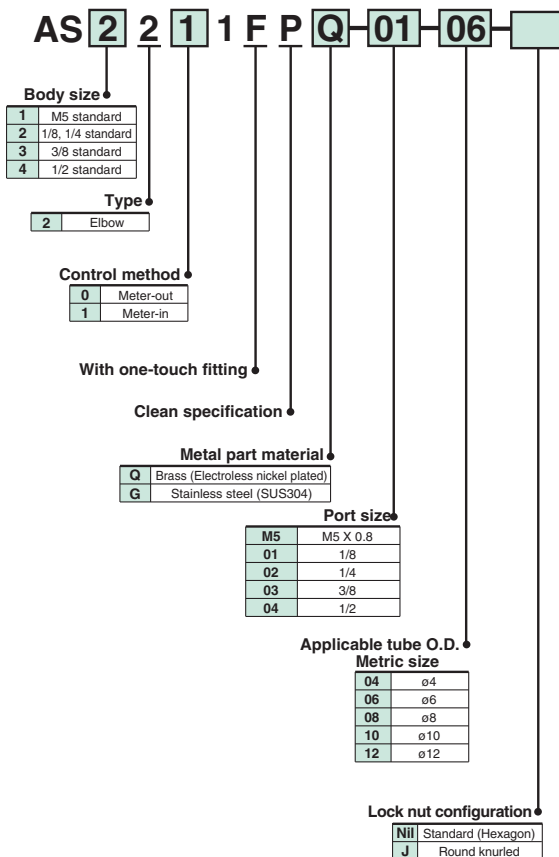 AS 2 2 1 1 F P Q - 01 - 06 -
Body size
1 M5 standard
2 1/8, 1/4 standard
3 3/8 standard
4 1/2 standard
Type
2 Elbow
Control method
0 Meter-out
1 Meter-in
With one-touch fitting
Clean specification
Metal part material
Q Brass (Electroless nickel plated)
G Stainless steel (SUS304)
Port size
M5 M5 X 0.8
01 1/8
02 1/4
03 3/8
04 1/2
Applicable tube O.D.
Metric size
04 ø4
06 ø6
08 ø8
10 ø10
12 ø12
Lock nut configuration
Nil Standard (Hexagon)
J Round knurled